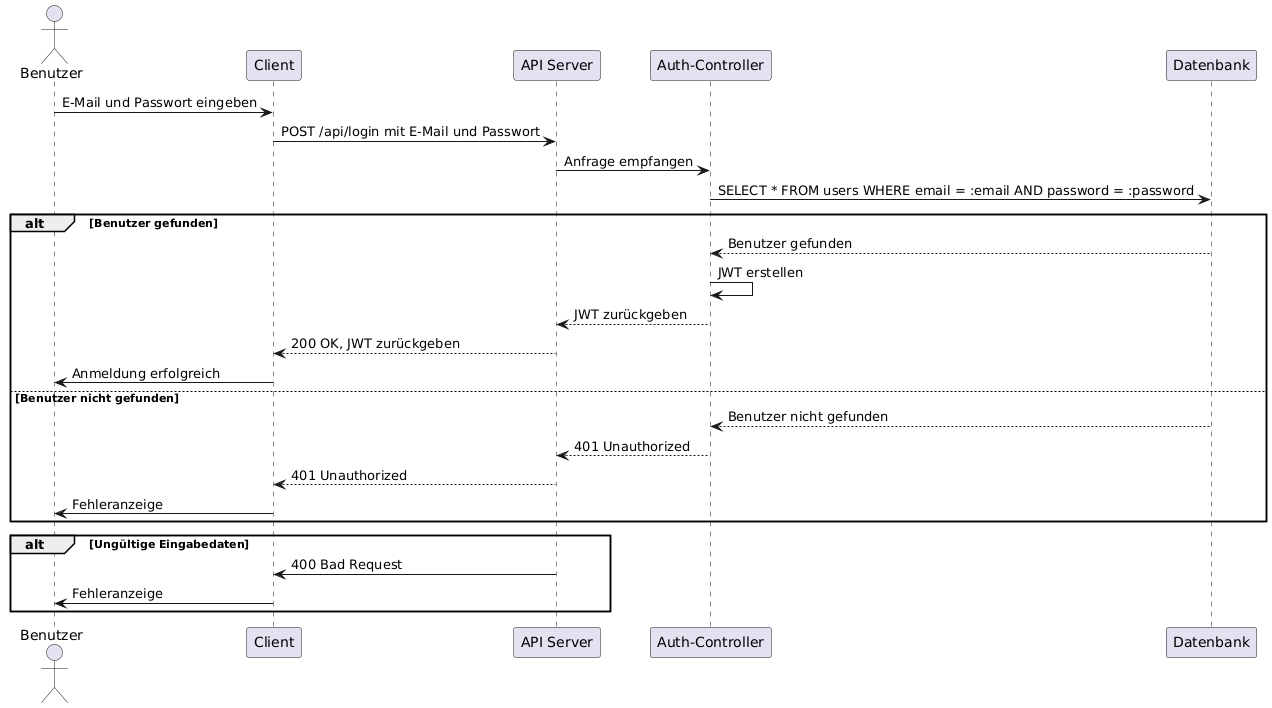 Benutzer
Client
API Server
Auth-Controller
Datenbank
E-Mail und Passwort eingeben
POST /api/login mit E-Mail und Passwort
Anfrage empfangen
SELECT * FROM users WHERE email = :email AND password = :password
alt [Benutzer gefunden]
Benutzer gefunden
JWT erstellen
JWT zurückgeben
200 OK, JWT zurückgeben
Anmeldung erfolgreich
[Benutzer nicht gefunden]
Benutzer nicht gefunden
401 Unauthorized
401 Unauthorized
Fehleranzeige
alt [Ungültige Eingabedaten]
400 Bad Request
Fehleranzeige
Benutzer
Client
API Server
Auth-Controller
Datenbank